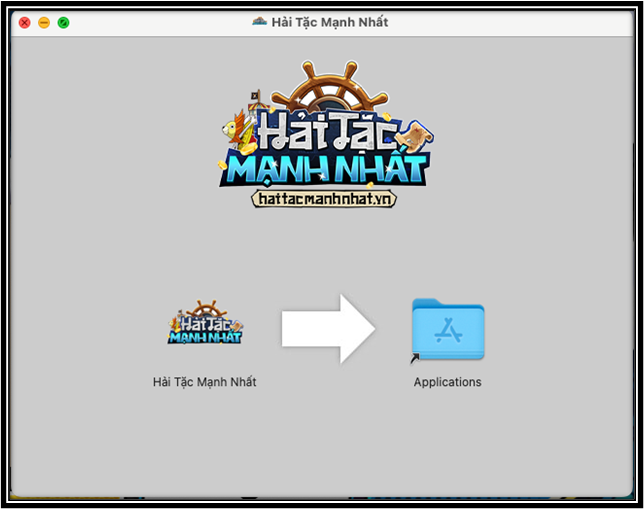 Hải Tặc Mạnh Nhất
HẢI TẶC
MẠNH NHẤT
haitacmanhnhat.vn
HẢI TẶC
MẠNH NHẤT
Hải Tặc Mạnh Nhất
Applications